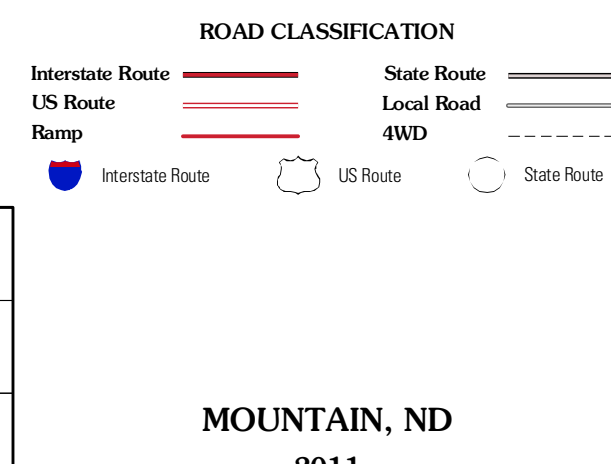 ROAD CLASSIFICATION
Interstate Route State Route
US Route Local Road
Ramp 4WD
Interstate Route US Route State Route
MOUNTAIN, ND
2011